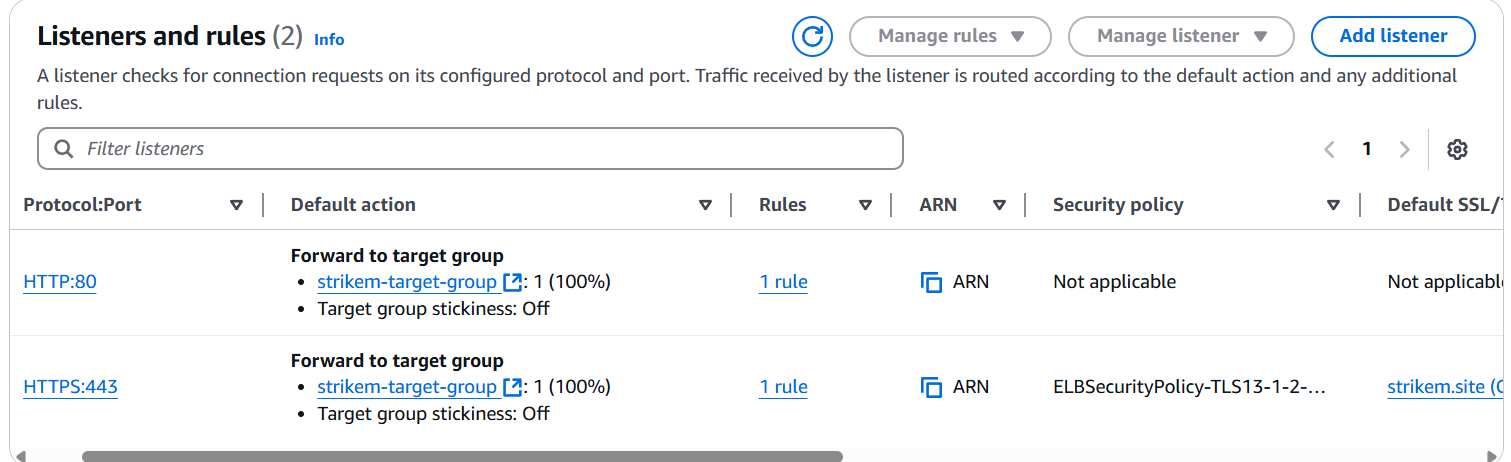 Listeners and rules (2) Info
Manage rules
Manage listener
Add listener
A listener checks for connection requests on its configured protocol and port. Traffic received by the listener is routed according to the default action and any additional
rules.
Filter listeners
1
Protocol:Port
Default action
Rules
ARN
Security policy
Default SSL/
HTTP:80
Forward to target group
• strikem-target-group : 1 (100%)
• Target group stickiness: Off
1 rule
ARN
Not applicable
Not applicable
HTTPS:443
Forward to target group
• strikem-target-group : 1 (100%)
• Target group stickiness: Off
1 rule
ARN
ELBSecurityPolicy-TLS13-1-2-...
strikem.site (